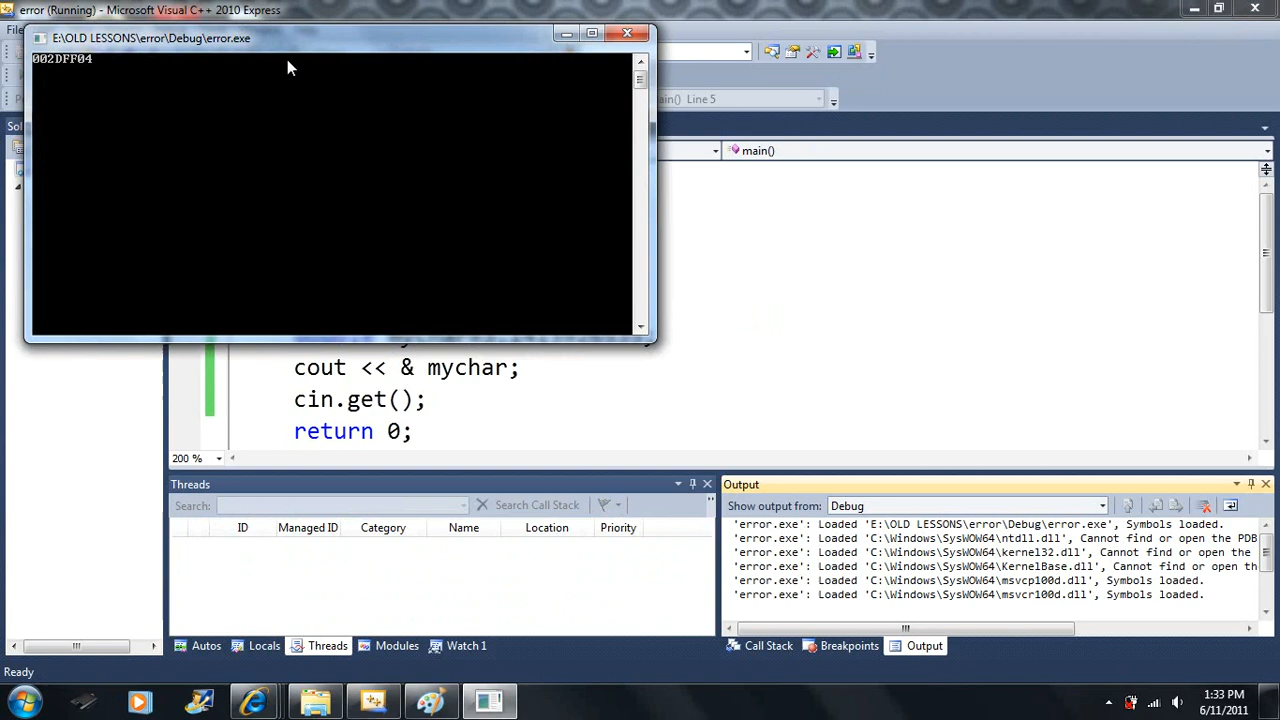 error (Running) - Microsoft Visual C++ 2010 Express
E:\OLD LESSONS\error\Debug\error.exe
002DFF04
main() Line 5
main()
cout << & mychar;
cin.get();
return 0;
200 %
Threads
Search:
Search Call Stack
ID Managed ID Category Name Location Priority
Output
Show output from: Debug
'error.exe': Loaded 'E:\OLD LESSONS\error\Debug\error.exe', Symbols loaded.
'error.exe': Loaded 'C:\Windows\SysWOW64\ntdll.dll', Cannot find or open the PDB
'error.exe': Loaded 'C:\Windows\SysWOW64\kernel32.dll', Cannot find or open the
'error.exe': Loaded 'C:\Windows\SysWOW64\KernelBase.dll', Cannot find or open the
'error.exe': Loaded 'C:\Windows\SysWOW64\msvcp100d.dll', Symbols loaded.
'error.exe': Loaded 'C:\Windows\SysWOW64\msvcr100d.dll', Symbols loaded.
Autos Locals Threads Modules Watch 1
Call Stack Breakpoints Output
Ready
1:33 PM
6/11/2011